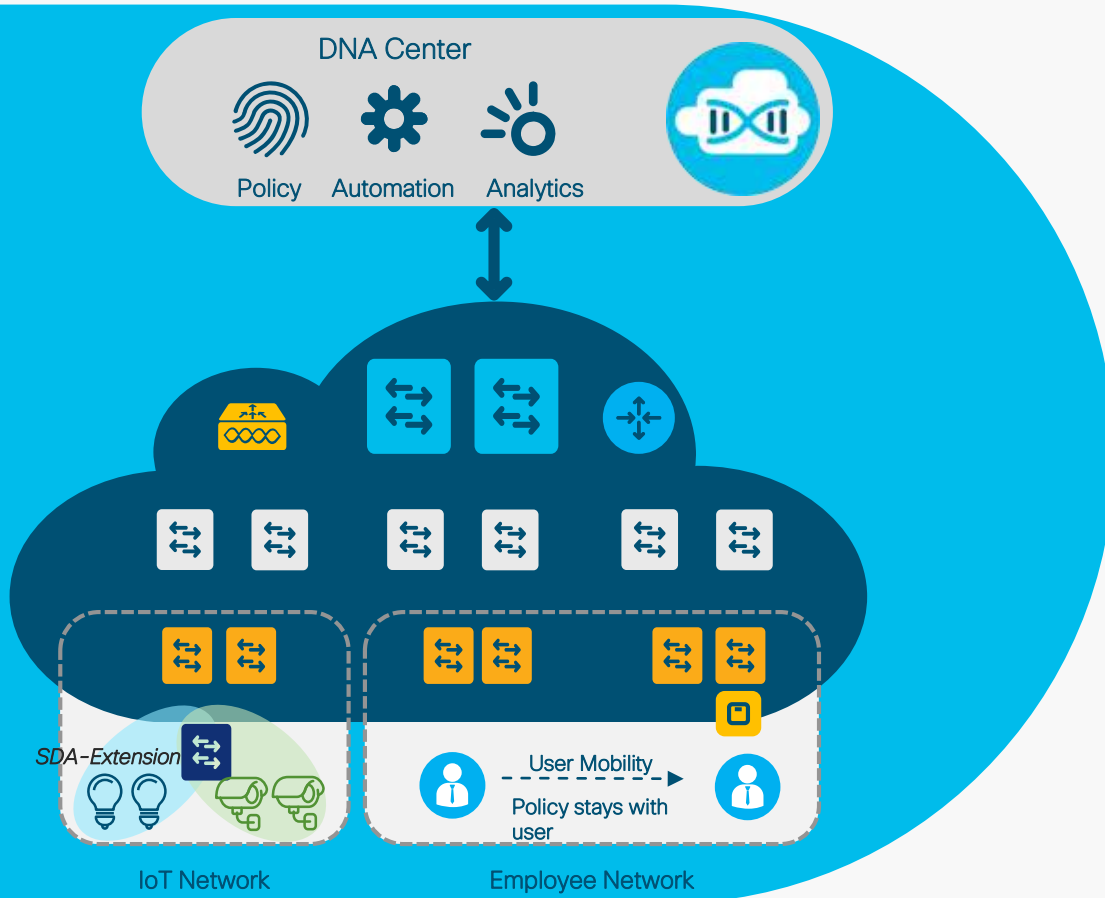 DNA Center
Policy Automation Analytics
SDA-Extension
User Mobility
Policy stays with
user
IoT Network
Employee Network